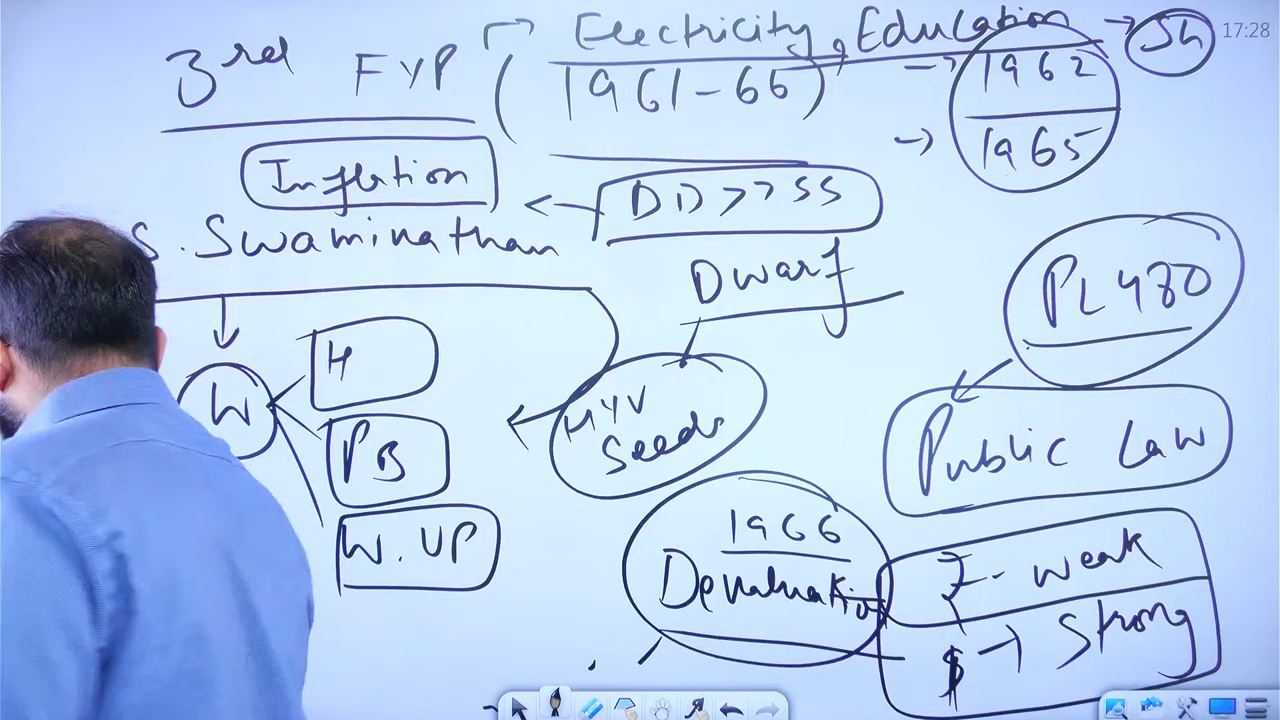 Electricity, Education → Sh
17:28
3rd FYP (1961-66)
→ 1962
→ 1965
Inflation ← DD >> SS
S. Swaminathan
Dwarf
PL 480
W
H
PB
W. UP
HYV
Seeds
Public Law
1966
Devaluation
₹ - weak
$ → Strong